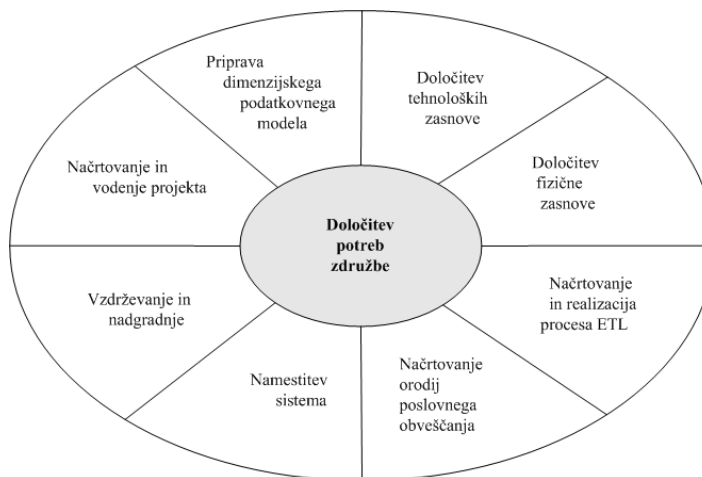 Priprava
dimenzijskega
podatkovnega
modela
Določitev
tehnoloških
zasnove
Določitev
fizične
zasnove
Načrtovanje
in realizacija
procesa ETL
Načrtovanje
orodij
poslovnega
obveščanja
Namestitev
sistema
Vzdrževanje in
nadgradnje
Načrtovanje in
vodenje projekta
Določitev
potreb
združbe